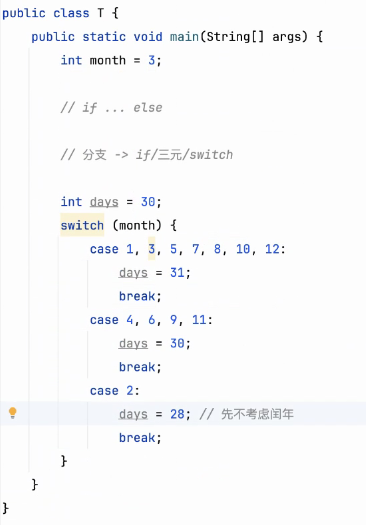 public class T {
    public static void main(String[] args) {
        int month = 3;
        // if ... else
        // 分支 -> if/三元/switch
        int days = 30;
        switch (month) {
            case 1, 3, 5, 7, 8, 10, 12:
                days = 31;
                break;
            case 4, 6, 9, 11:
                days = 30;
                break;
            case 2:
                days = 28; // 先不考虑闰年
                break;
        }
    }
}